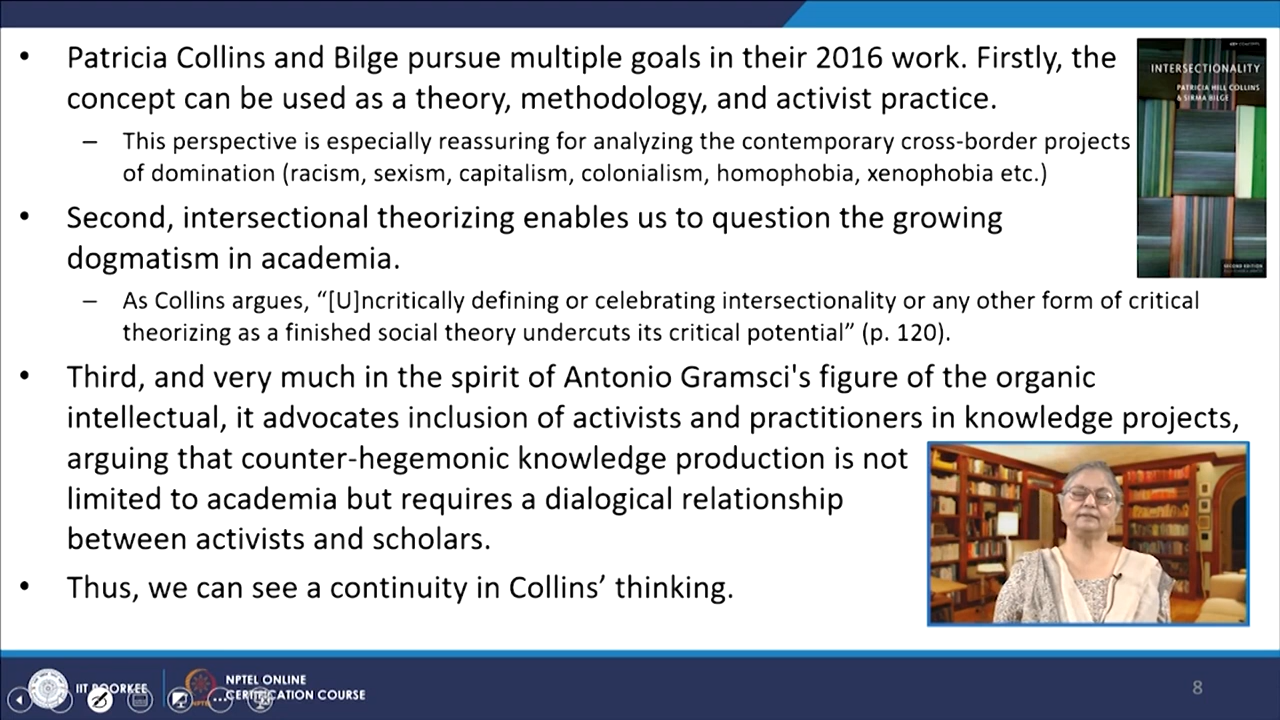 • Patricia Collins and Bilge pursue multiple goals in their 2016 work. Firstly, the
concept can be used as a theory, methodology, and activist practice.
– This perspective is especially reassuring for analyzing the contemporary cross-border projects
of domination (racism, sexism, capitalism, colonialism, homophobia, xenophobia etc.)
• Second, intersectional theorizing enables us to question the growing
dogmatism in academia.
– As Collins argues, “[U]ncritically defining or celebrating intersectionality or any other form of critical
theorizing as a finished social theory undercuts its critical potential” (p. 120).
• Third, and very much in the spirit of Antonio Gramsci's figure of the organic
intellectual, it advocates inclusion of activists and practitioners in knowledge projects,
arguing that counter-hegemonic knowledge production is not
limited to academia but requires a dialogical relationship
between activists and scholars.
• Thus, we can see a continuity in Collins’ thinking.
INTERSECTIONALITY
PATRICIA HILL COLLINS
& SIRMA BILGE
SECOND EDITION
IIT ROORKEE
NPTEL ONLINE
CERTIFICATION COURSE
8